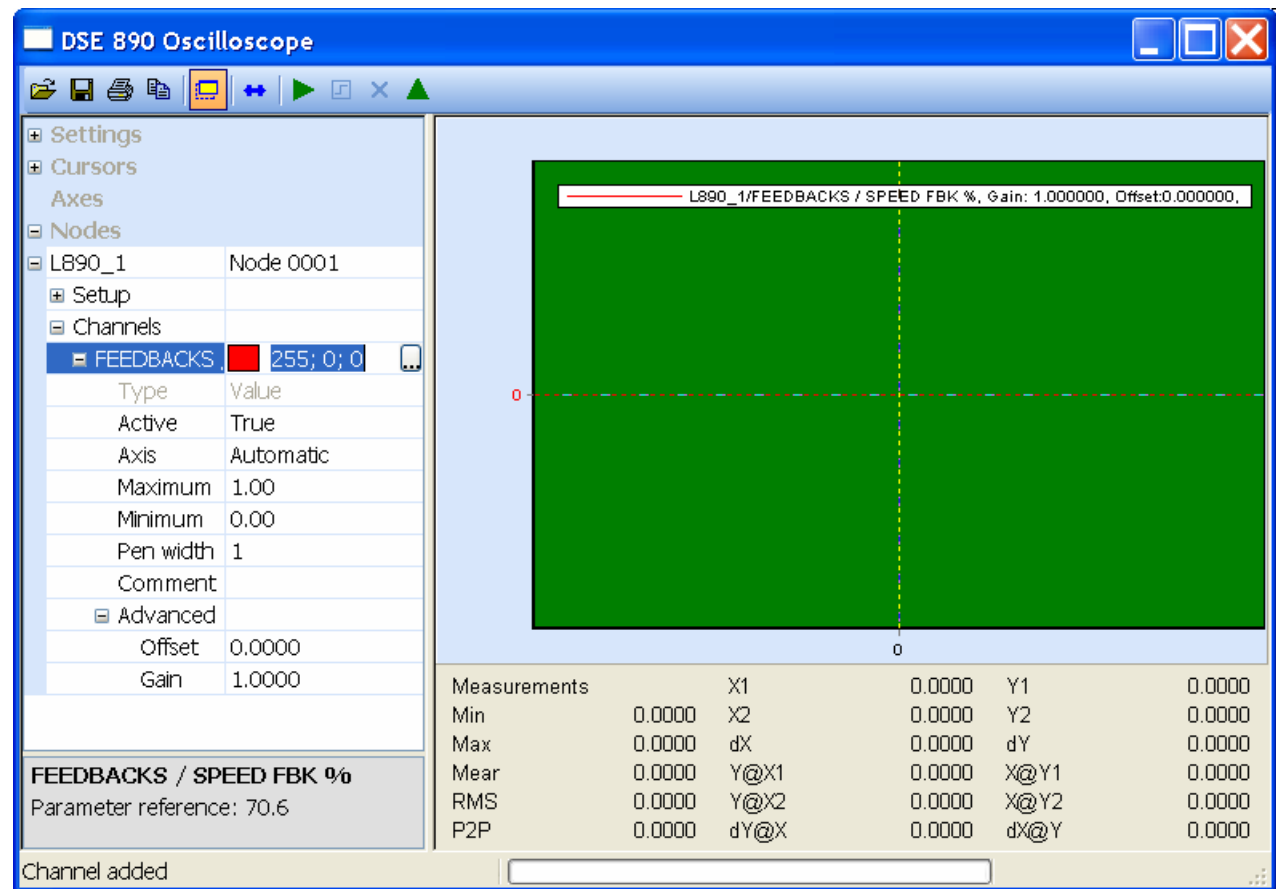 DSE 890 Oscilloscope
Settings
Cursors
Axes
Nodes
L890_1 Node 0001
Setup
Channels
FEEDBACKS 255; 0; 0 ...
Type Value
Active True
Axis Automatic
Maximum 1.00
Minimum 0.00
Pen width 1
Comment
Advanced
Offset 0.0000
Gain 1.0000
FEEDBACKS / SPEED FBK %
Parameter reference: 70.6
L890_1/FEEDBACKS / SPEED FBK %, Gain: 1.000000, Offset:0.000000,
0
0
Measurements X1 0.0000 Y1 0.0000
Min 0.0000 X2 0.0000 Y2 0.0000
Max 0.0000 dX 0.0000 dY 0.0000
Mear 0.0000 Y@X1 0.0000 X@Y1 0.0000
RMS 0.0000 Y@X2 0.0000 X@Y2 0.0000
P2P 0.0000 dY@X 0.0000 dX@Y 0.0000
Channel added